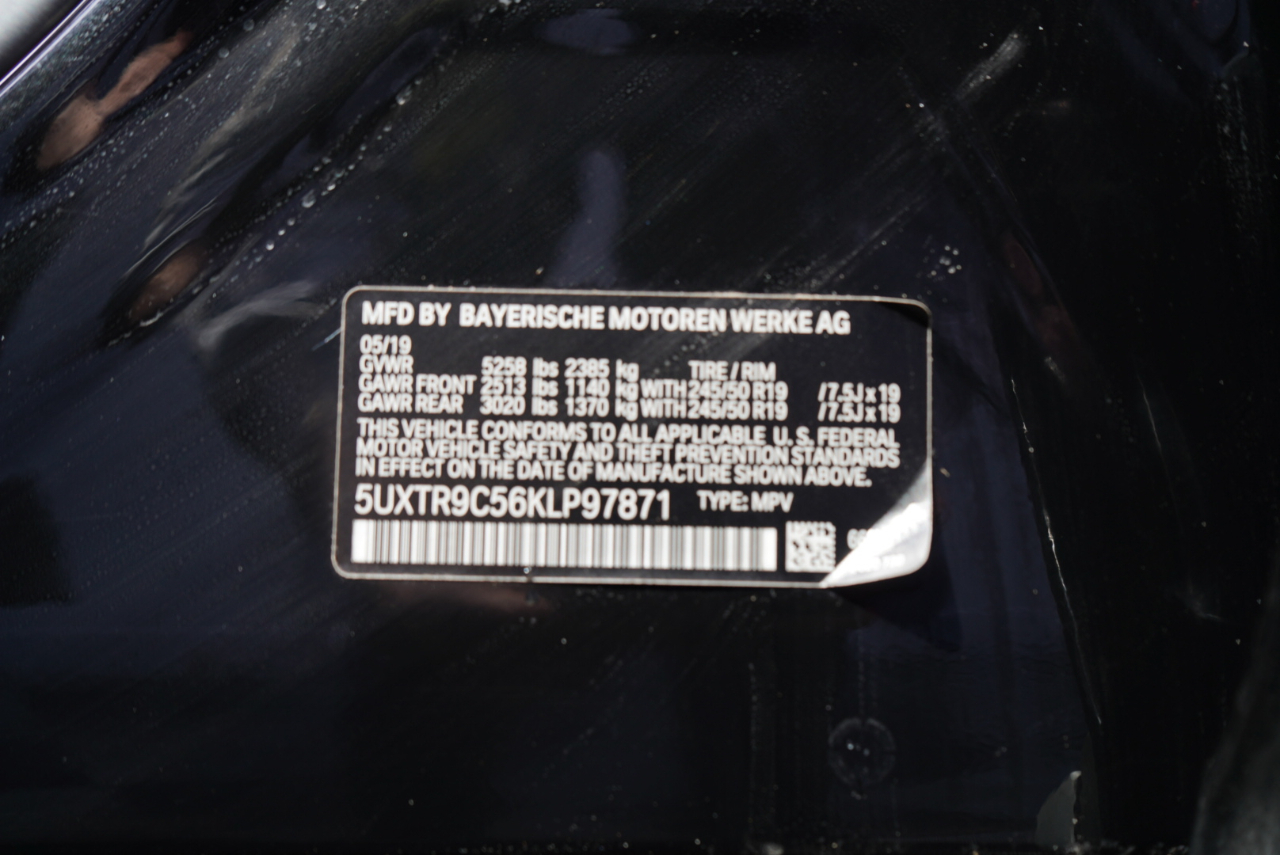 MFD BY BAYERISCHE MOTOREN WERKE AG
05/19
GVWR 5258 lbs 2385 kg TIRE / RIM
GAWR FRONT 2513 lbs 1140 kg WITH 245/50 R19 /7.5J x 19
GAWR REAR 3020 lbs 1370 kg WITH 245/50 R19 /7.5J x 19
THIS VEHICLE CONFORMS TO ALL APPLICABLE U.S. FEDERAL
MOTOR VEHICLE SAFETY AND THEFT PREVENTION STANDARDS
IN EFFECT ON THE DATE OF MANUFACTURE SHOWN ABOVE.
5UXTR9C56KLP97871 TYPE: MPV